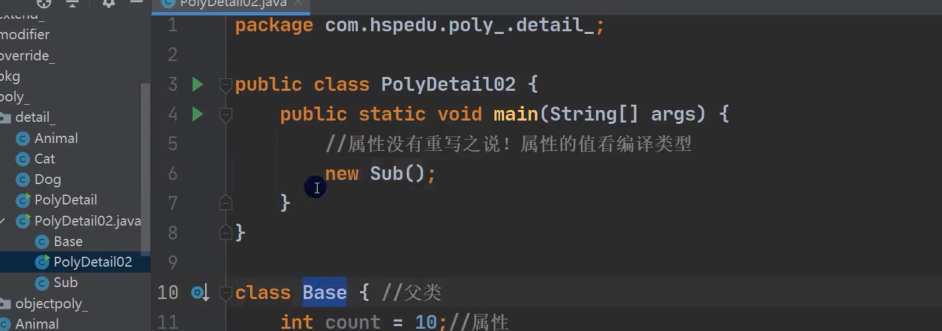 PolyDetail02.java
extend_
modifier
override_
pkg
poly_
detail_
Animal
Cat
Dog
PolyDetail
PolyDetail02.java
Base
PolyDetail02
Sub
objectpoly_
Animal
1 package com.hspedu.poly_.detail_;
2
3 public class PolyDetail02 {
4 public static void main(String[] args) {
5 //属性没有重写之说！属性的值看编译类型
6 new Sub();
7 }
8 }
9
10 class Base { //父类
11 int count = 10;//属性